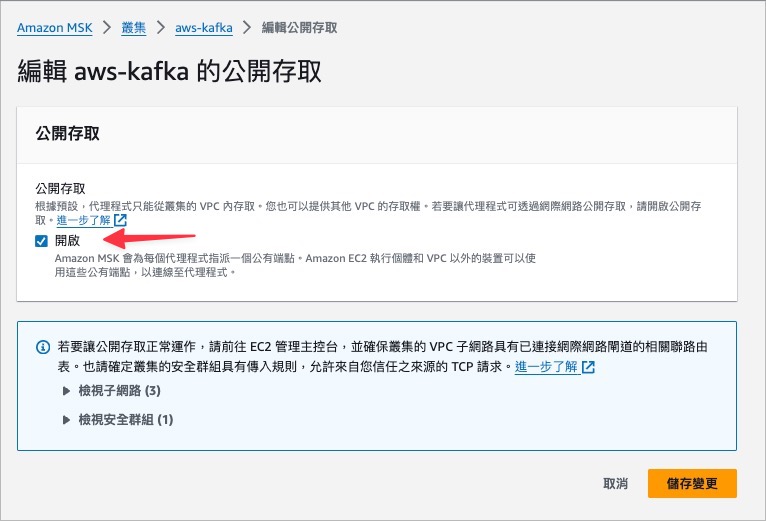 Amazon MSK > 叢集 > aws-kafka > 編輯公開存取
編輯 aws-kafka 的公開存取
公開存取
公開存取
根據預設,代理程式只能從叢集的 VPC 內存取。您也可以提供其他 VPC 的存取權。若要讓代理程式可透過網際網路公開存取,請開啟公開存
取。進一步了解
開啟
Amazon MSK 會為每個代理程式指派一個公有端點。Amazon EC2 執行個體和 VPC 以外的裝置可以使
用這些公有端點,以連線至代理程式。
若要讓公開存取正常運作,請前往 EC2 管理主控台,並確保叢集的 VPC 子網路具有已連接網際網路閘道的相關聯路由
表。也請確定叢集的安全群組具有傳入規則,允許來自您信任之來源的 TCP 請求。進一步了解
檢視子網路 (3)
檢視安全群組 (1)
取消
儲存變更